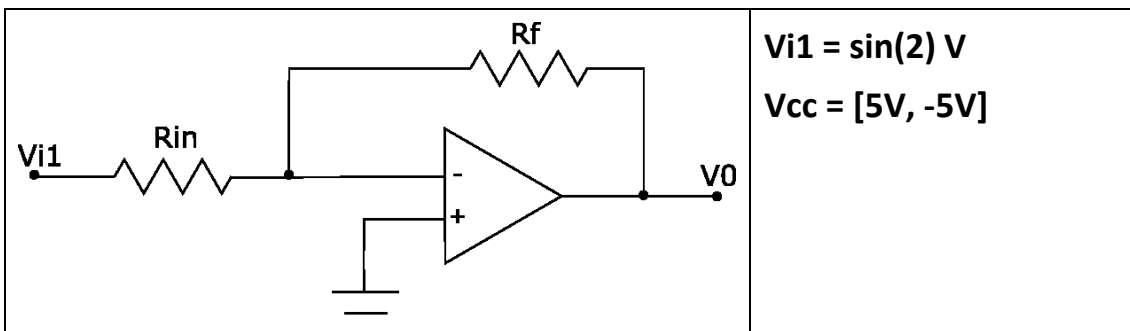 Rf
Vi1 = sin(2) V
Vcc = [5V, -5V]
Rin
Vi1
-
V0
+